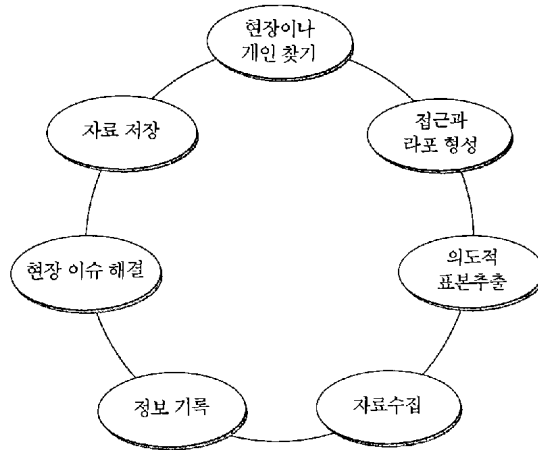 현장이나
개인 찾기
접근과
라포 형성
의도적
표본추출
자료수집
정보 기록
현장 이슈 해결
자료 저장